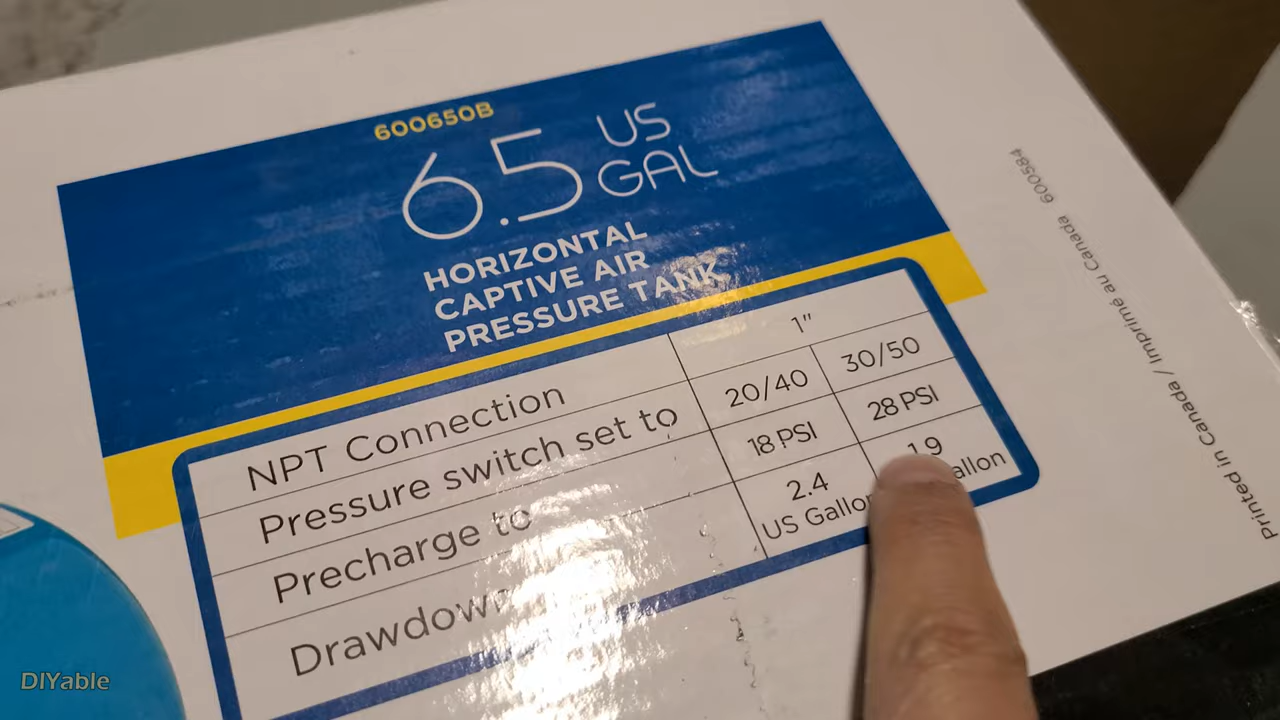 600650B
6.5 US GAL
HORIZONTAL
CAPTIVE AIR
PRESSURE TANK
NPT Connection 1"
Pressure switch set to 20/40 30/50
Precharge to 18 PSI 28 PSI
Drawdown 2.4 1.9
US Gallon allon
Printed in Canada / Imprimé au Canada 600584
DIYable